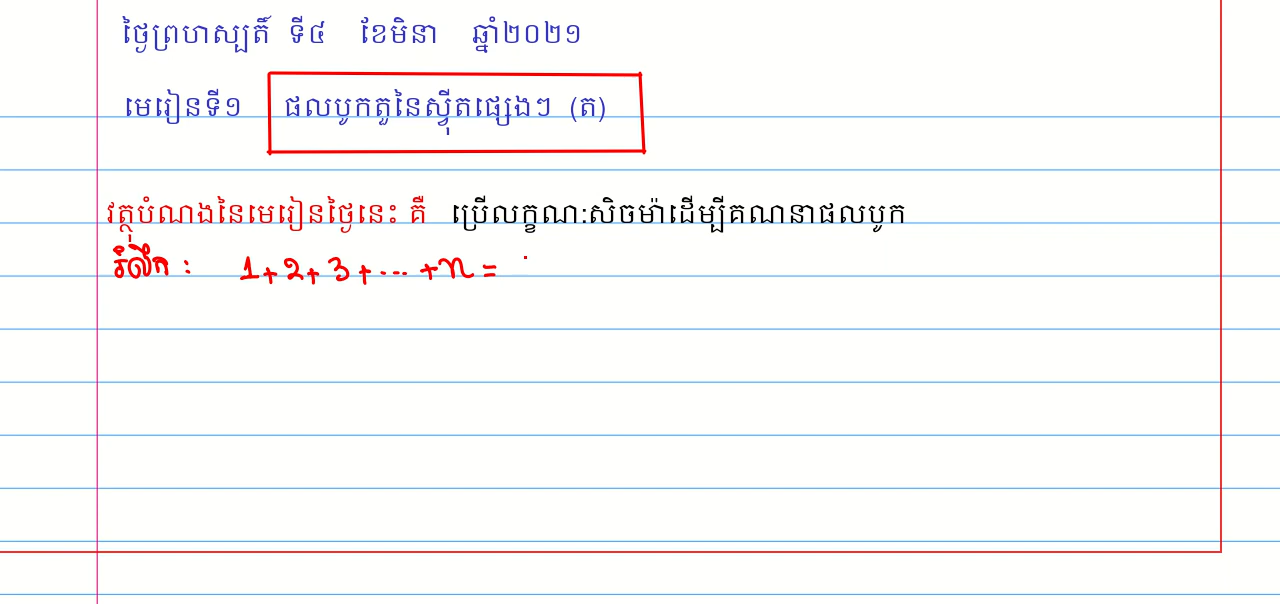 ថ្ងៃព្រហស្បតិ៍ ទី៤ ខែមិនា ឆ្នាំ២០២១
មេរៀនទី១ ផលបូកតួនៃស្វ៊ីតផ្សេងៗ (ត)
វត្ថុបំណងនៃមេរៀនថ្ងៃនេះ គឺ ប្រើលក្ខណៈសិចម៉ាដើម្បីគណនាផលបូក
រំលឹក : 1+2+3+...+n=